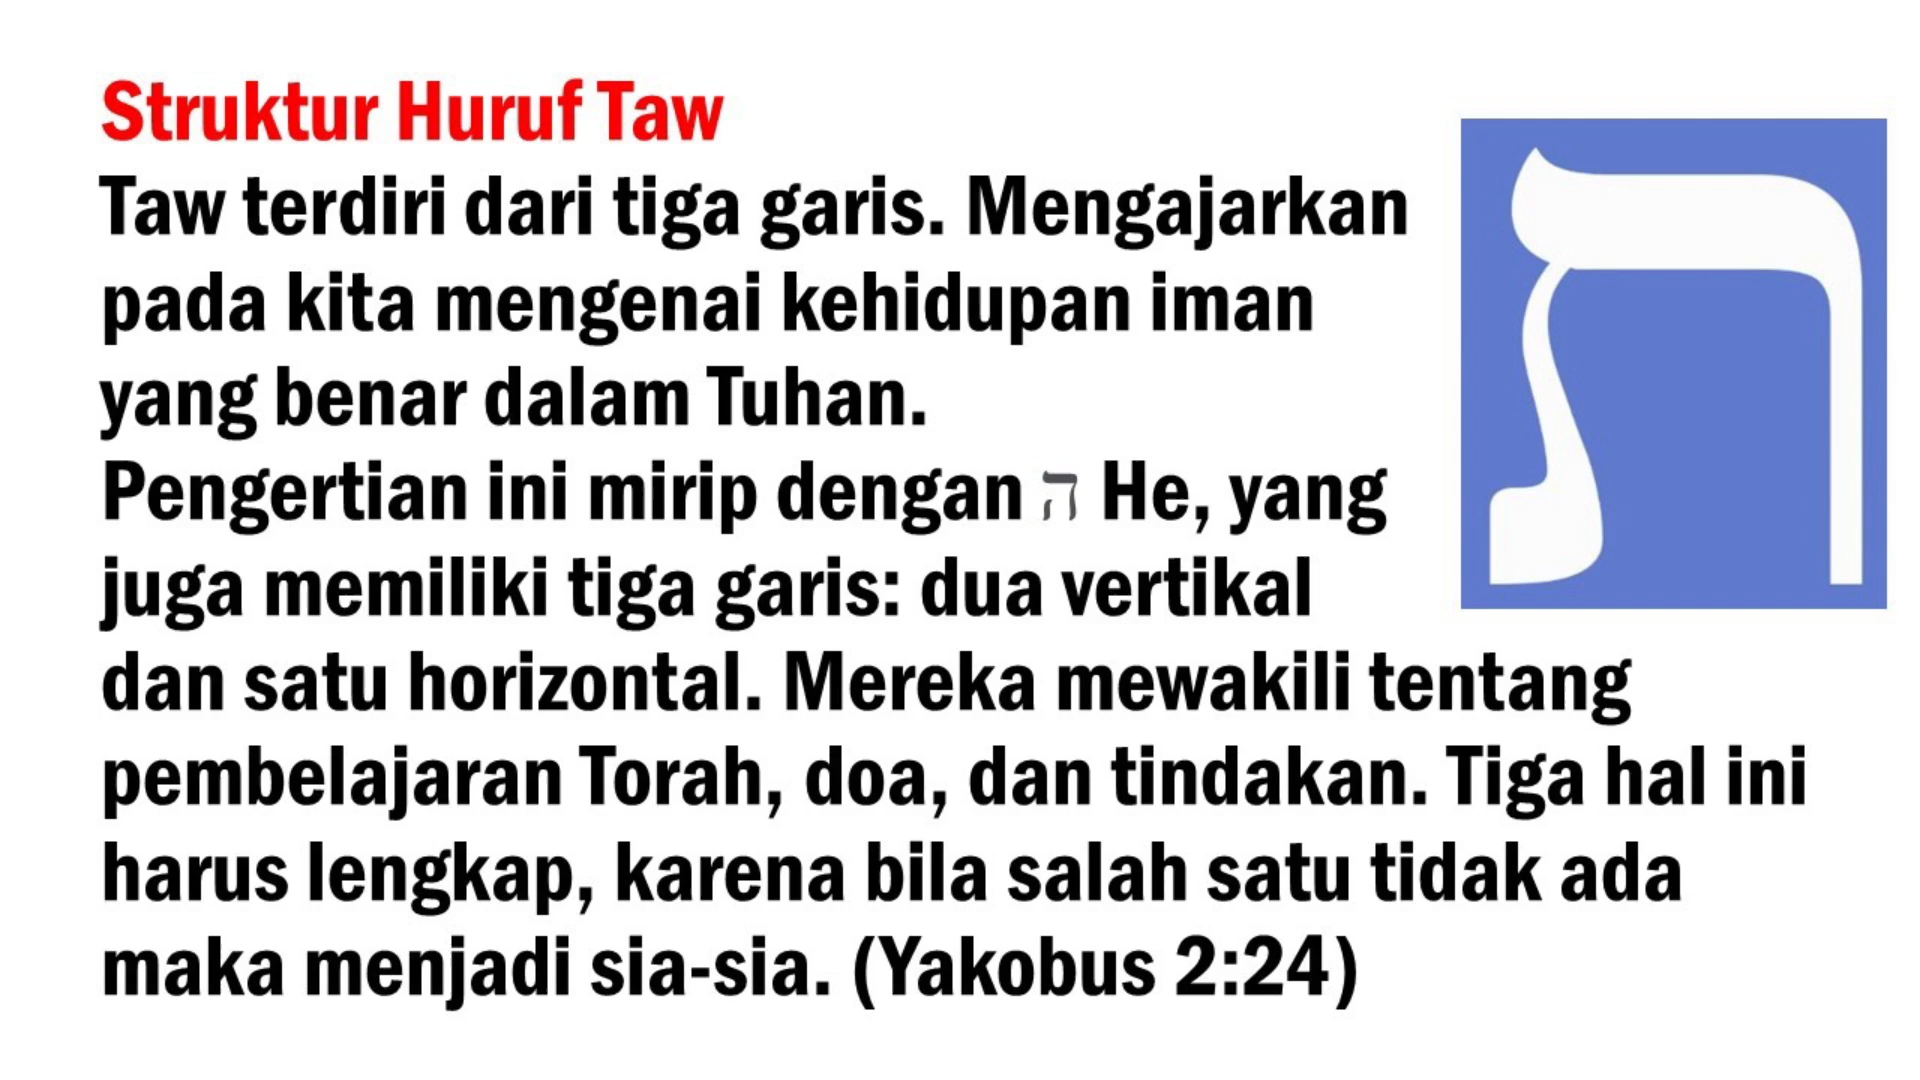 Struktur Huruf Taw
Taw terdiri dari tiga garis. Mengajarkan
pada kita mengenai kehidupan iman
yang benar dalam Tuhan.
Pengertian ini mirip dengan ה He, yang
juga memiliki tiga garis: dua vertikal
dan satu horizontal. Mereka mewakili tentang
pembelajaran Torah, doa, dan tindakan. Tiga hal ini
harus lengkap, karena bila salah satu tidak ada
maka menjadi sia-sia. (Yakobus 2:24)
ת